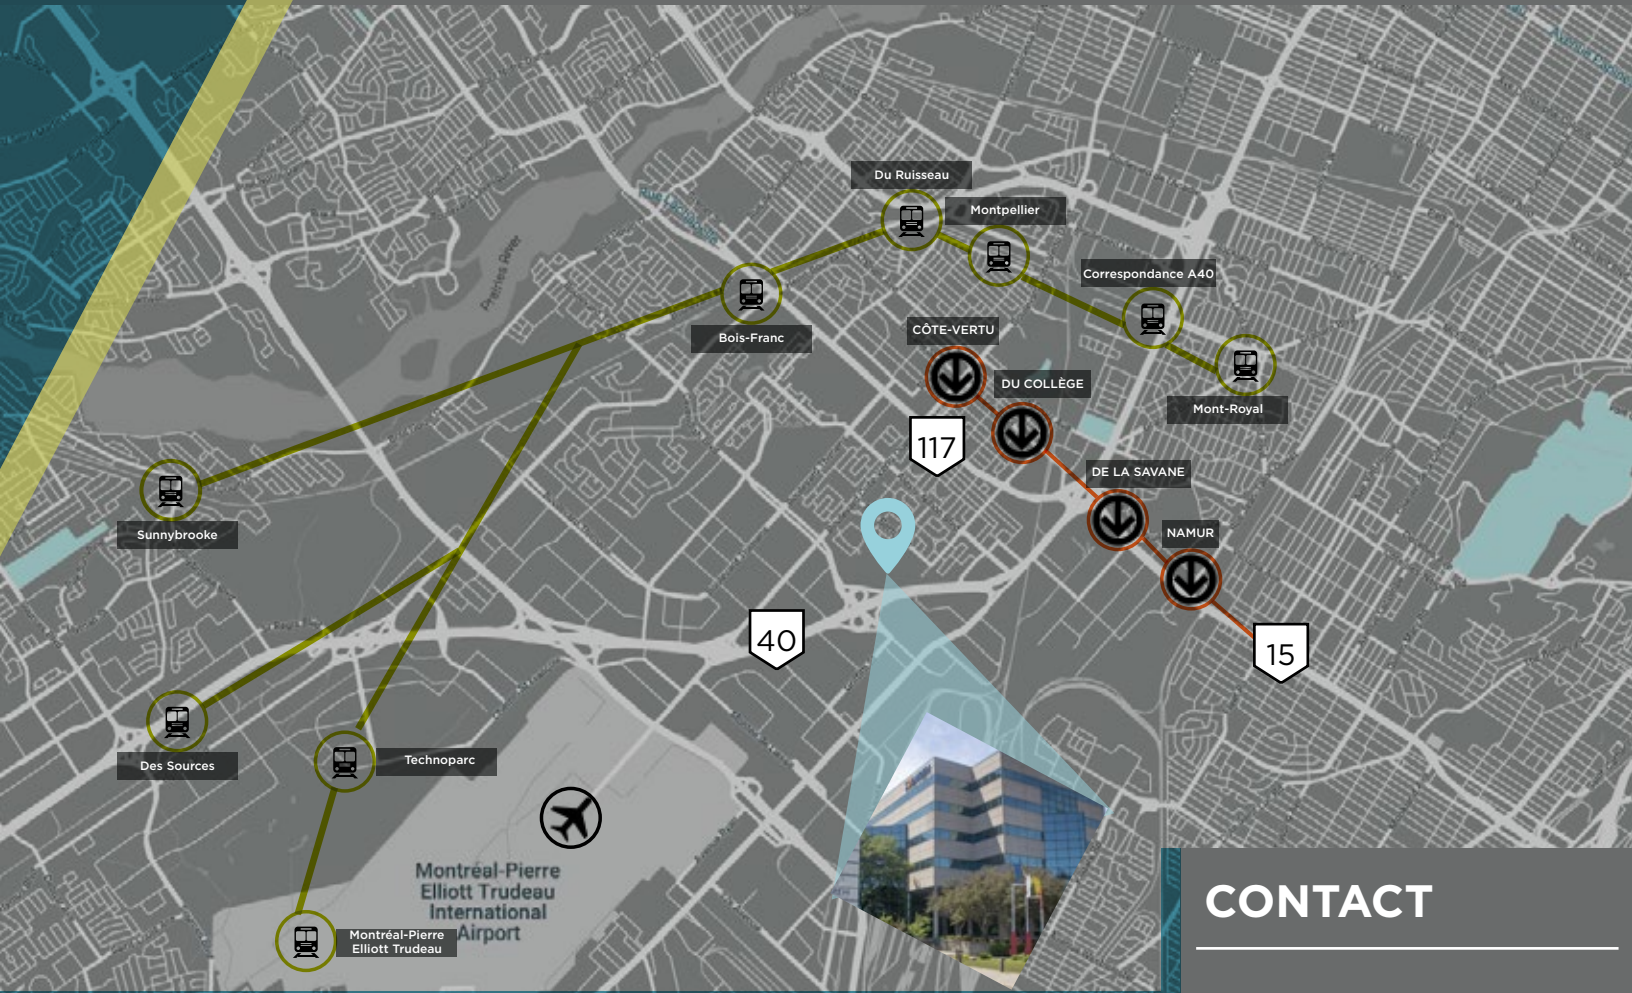 Du Ruisseau
Montpellier
Correspondance A40
Bois-Franc
CÔTE-VERTU
DU COLLÈGE
Mont-Royal
117
DE LA SAVANE
NAMUR
Prairies River
Sunnybrooke
40
15
Des Sources
Technoparc
Montréal-Pierre
Elliott Trudeau
International
Airport
Montréal-Pierre
Elliott Trudeau
CONTACT